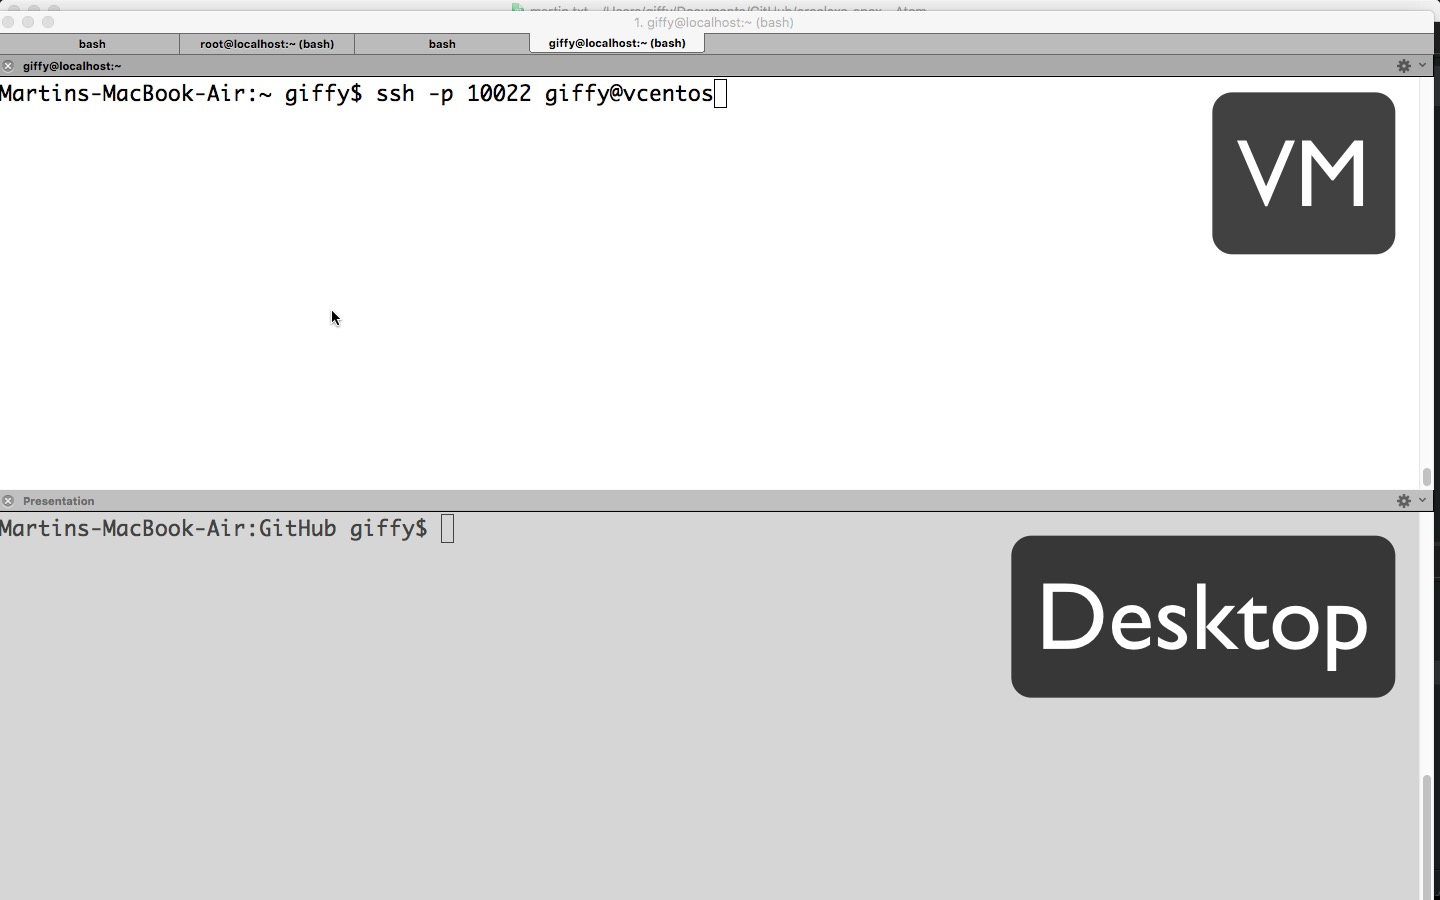 1. giffy@localhost:~ (bash)
bash
root@localhost:~ (bash)
bash
giffy@localhost:~ (bash)
giffy@localhost:~
Martins-MacBook-Air:~ giffy$ ssh -p 10022 giffy@vcentos
VM
Presentation
Martins-MacBook-Air:GitHub giffy$
Desktop